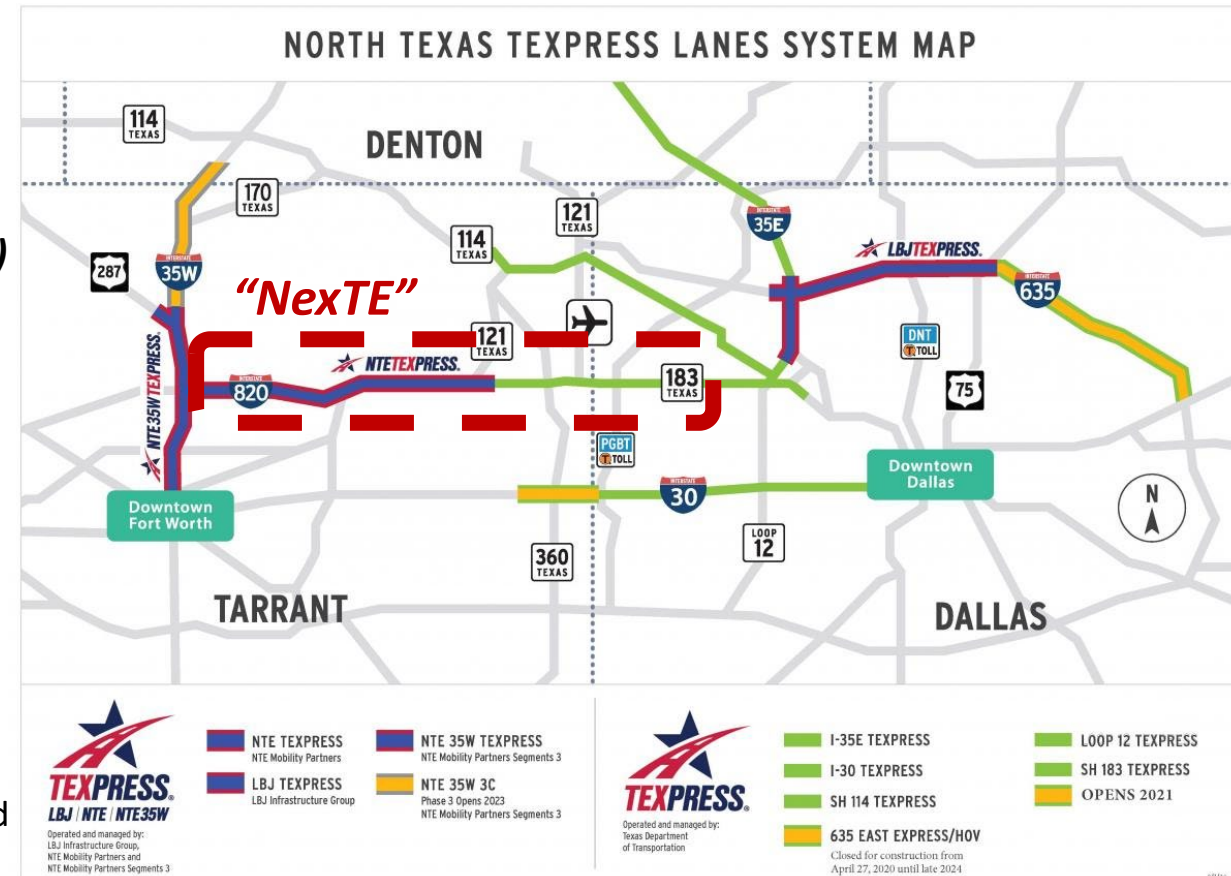 NORTH TEXAS TEXPRESS LANES SYSTEM MAP
114
TEXAS
DENTON
170
TEXAS
121
TEXAS
114
TEXAS
INTERSTATE
35E
LBJTEXPRESS.
287
INTERSTATE
35W
)
“NexTE”
INTERSTATE
635
121
TEXAS
DNT
TOLL
NTE35WTEXPRESS.
NTETEXPRESS.
INTERSTATE
820
183
TEXAS
75
PGBT
TOLL
Downtown
Fort Worth
INTERSTATE
30
Downtown
Dallas
N
LOOP
12
360
TEXAS
TARRANT
DALLAS
TEXPRESS.
LBJ | NTE | NTE35W
Operated and managed by:
LBJ Infrastructure Group,
NTE Mobility Partners and
NTE Mobility Partners Segments 3
d
NTE TEXPRESS
NTE Mobility Partners
LBJ TEXPRESS
LBJ Infrastructure Group
NTE 35W TEXPRESS
NTE Mobility Partners Segments 3
NTE 35W 3C
Phase 3 Opens 2023
NTE Mobility Partners Segments 3
TEXPRESS.
Operated and managed by:
Texas Department
of Transportation
I-35E TEXPRESS
I-30 TEXPRESS
SH 114 TEXPRESS
635 EAST EXPRESS/HOV
Closed for construction from
April 27, 2020 until late 2024
LOOP 12 TEXPRESS
SH 183 TEXPRESS
OPENS 2021